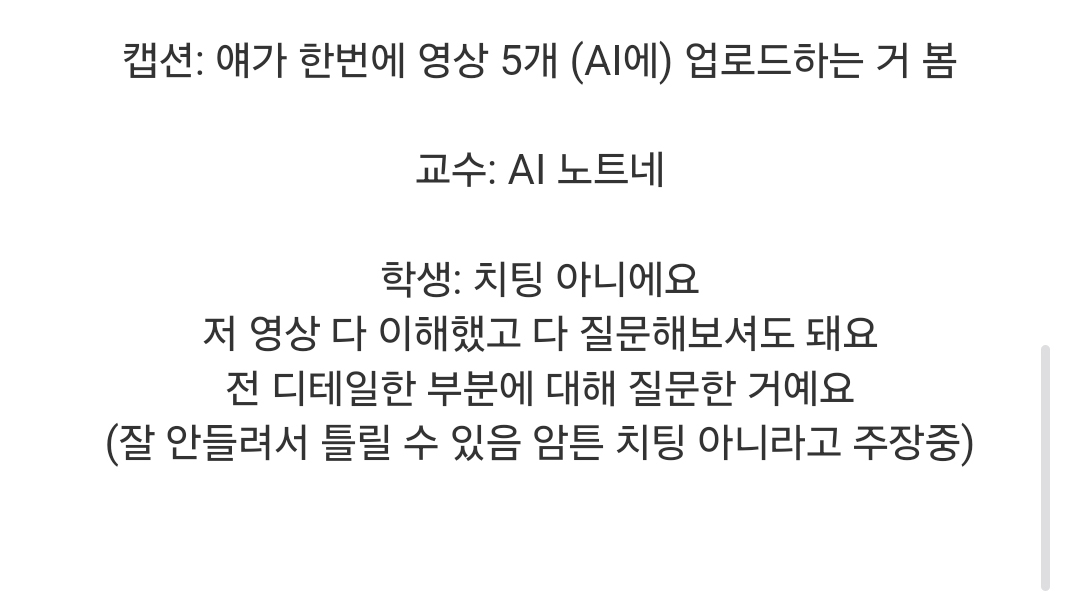 캡션: 얘가 한번에 영상 5개 (AI에) 업로드하는 거 봄
교수: AI 노트네
학생: 치팅 아니에요
저 영상 다 이해했고 다 질문해보셔도 돼요
전 디테일한 부분에 대해 질문한 거예요
(잘 안들려서 틀릴 수 있음 암튼 치팅 아니라고 주장중)